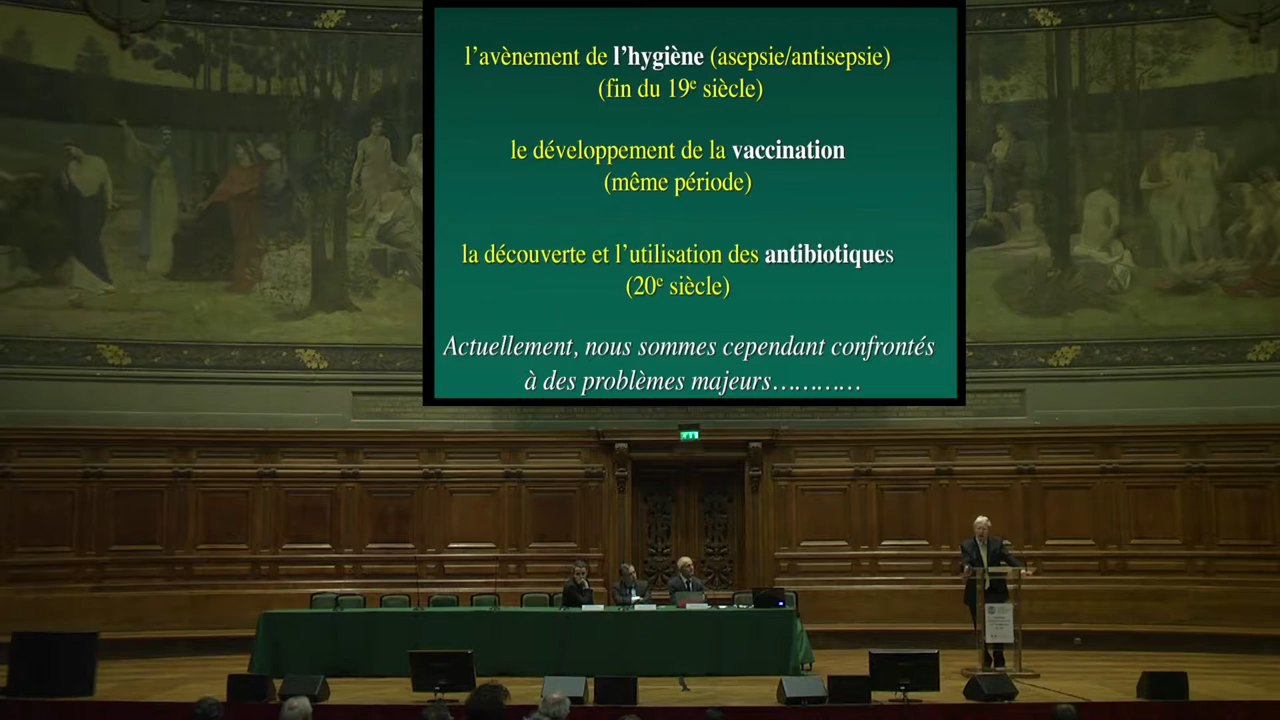 l’avènement de l’hygiène (asepsie/antisepsie)
(fin du 19e siècle)
le développement de la vaccination
(même période)
la découverte et l’utilisation des antibiotiques
(20e siècle)
Actuellement, nous sommes cependant confrontés
à des problèmes majeurs…………